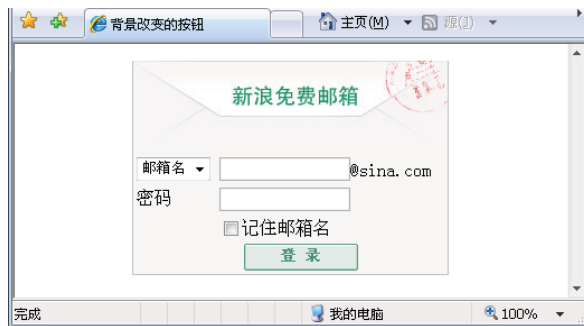 背景改变的按钮
主页(M)
源(J)
新浪免费邮箱
邮箱名
@sina.com
密码
记住邮箱名
登 录
完成
我的电脑
100%